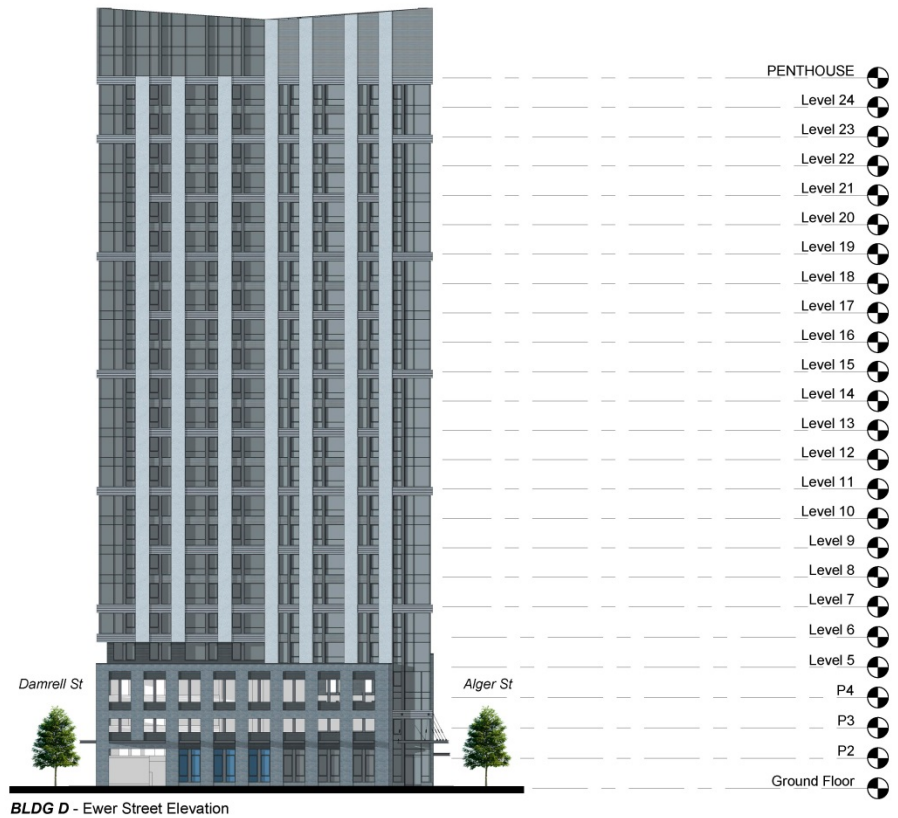 PENTHOUSE
Level 24
Level 23
Level 22
Level 21
Level 20
Level 19
Level 18
Level 17
Level 16
Level 15
Level 14
Level 13
Level 12
Level 11
Level 10
Level 9
Level 8
Level 7
Level 6
Level 5
Damrell St
Alger St
P4
P3
P2
Ground Floor
BLDG D - Ewer Street Elevation